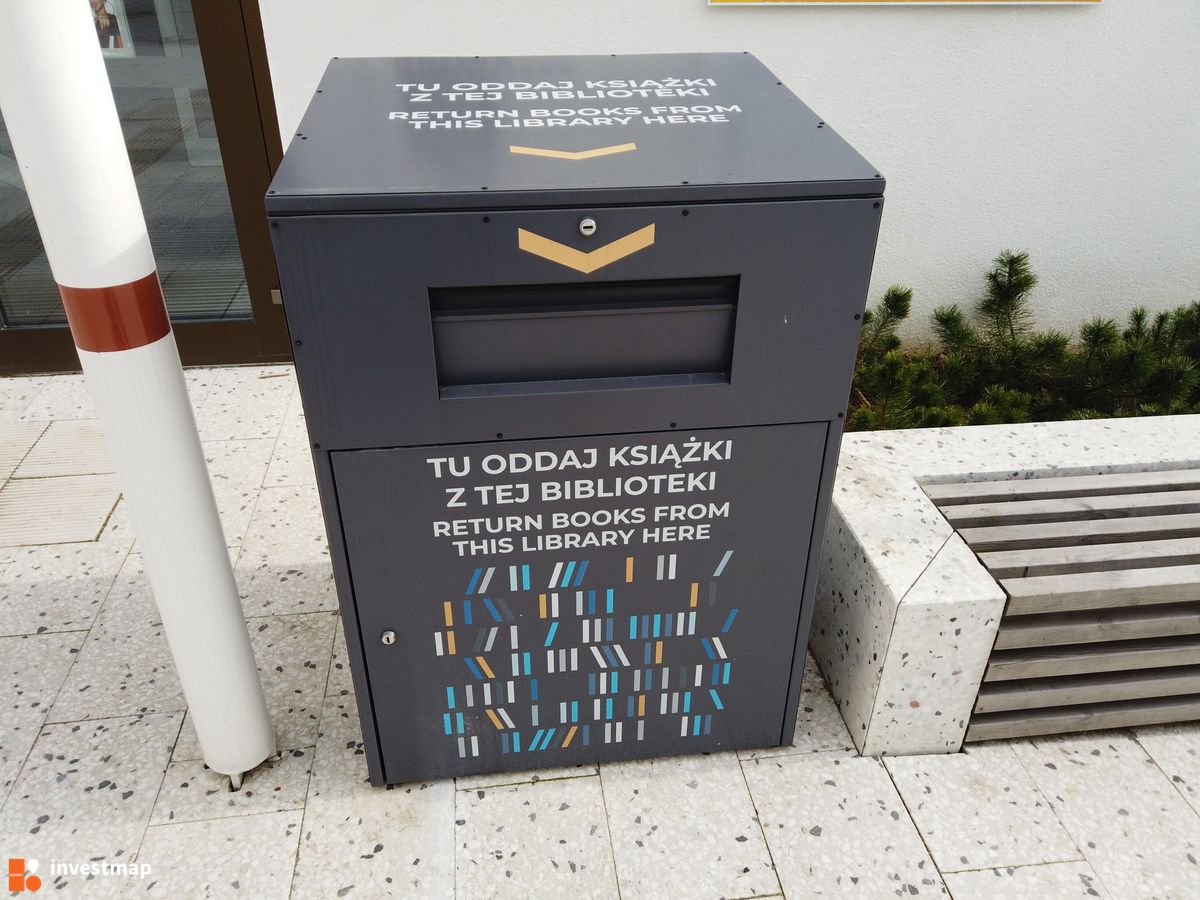 TU ODDAJ KSIĄŻKI
Z TEJ BIBLIOTEKI
RETURN BOOKS FROM
THIS LIBRARY HERE
TU ODDAJ KSIĄŻKI
Z TEJ BIBLIOTEKI
RETURN BOOKS FROM
THIS LIBRARY HERE
investmap